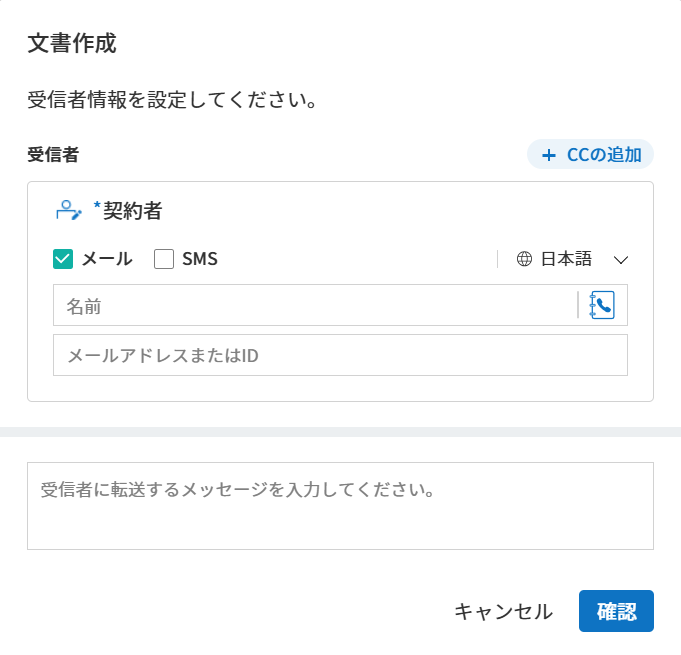 文書作成
受信者情報を設定してください。
受信者
+ CCの追加
*契約者
メール SMS 日本語
名前
メールアドレスまたはID
受信者に転送するメッセージを入力してください。
キャンセル 確認